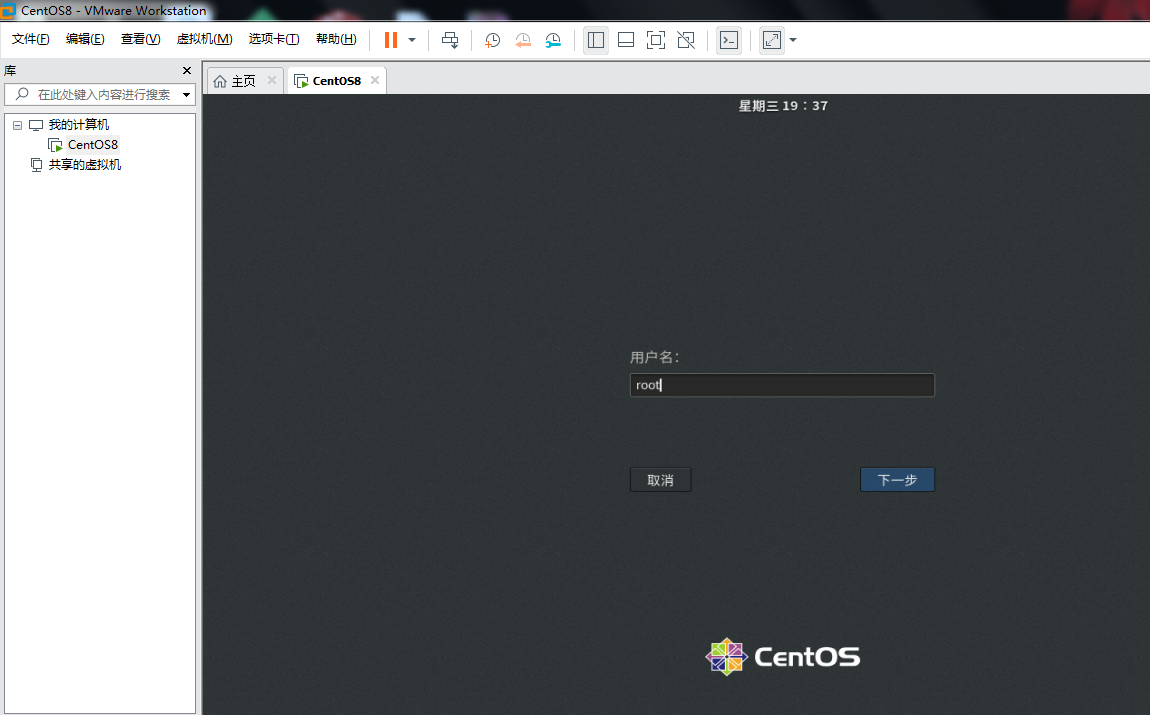 CentOS8 - VMware Workstation
文件(F) 编辑(E) 查看(V) 虚拟机(M) 选项卡(T) 帮助(H)
库
在此处键入内容进行搜索
我的计算机
CentOS8
共享的虚拟机
主页
CentOS8
星期三 19：37
用户名：
root
取消
下一步
CentOS